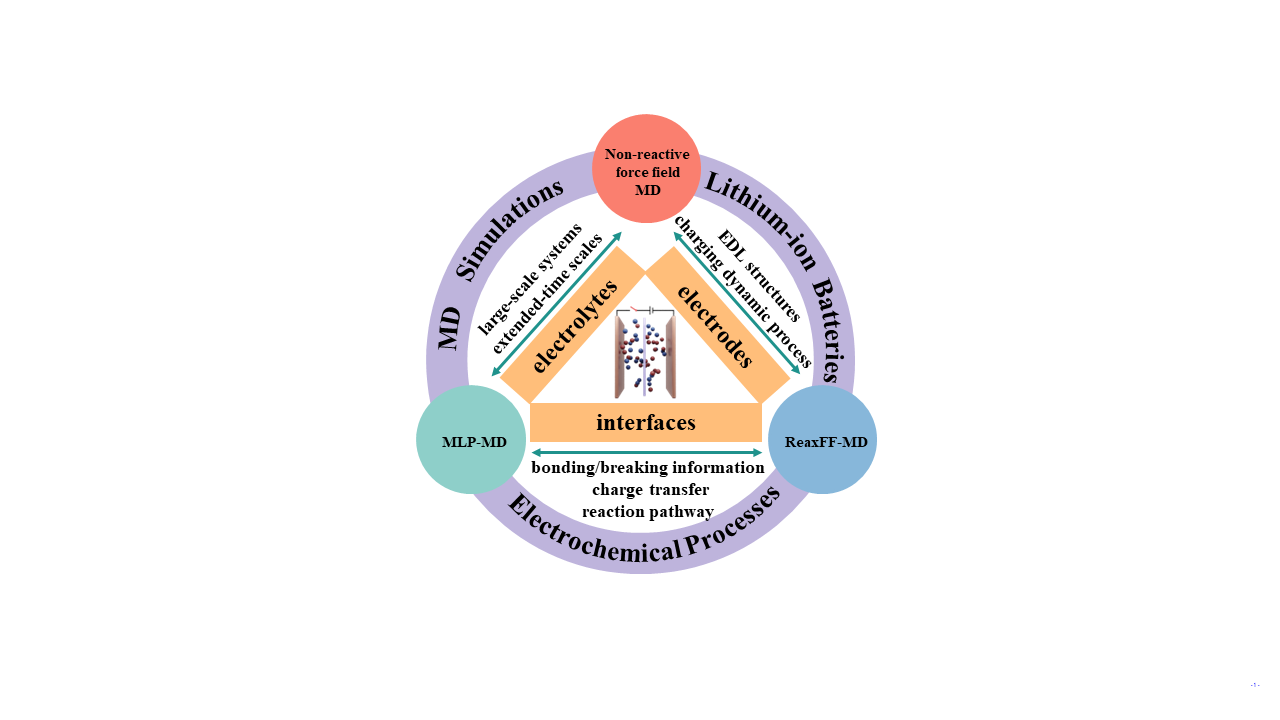 Non-reactive
force field
MD
MD Simulations
Lithium-ion Batteries
large-scale systems
extended-time scales
EDL structures
charging dynamic process
electrolytes
electrodes
interfaces
MLP-MD
ReaxFF-MD
bonding/breaking information
charge transfer
reaction pathway
Electrochemical Processes